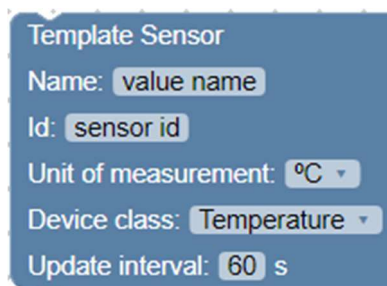 Template Sensor
Name: value name
Id: sensor id
Unit of measurement: ºC
Device class: Temperature
Update interval: 60 s